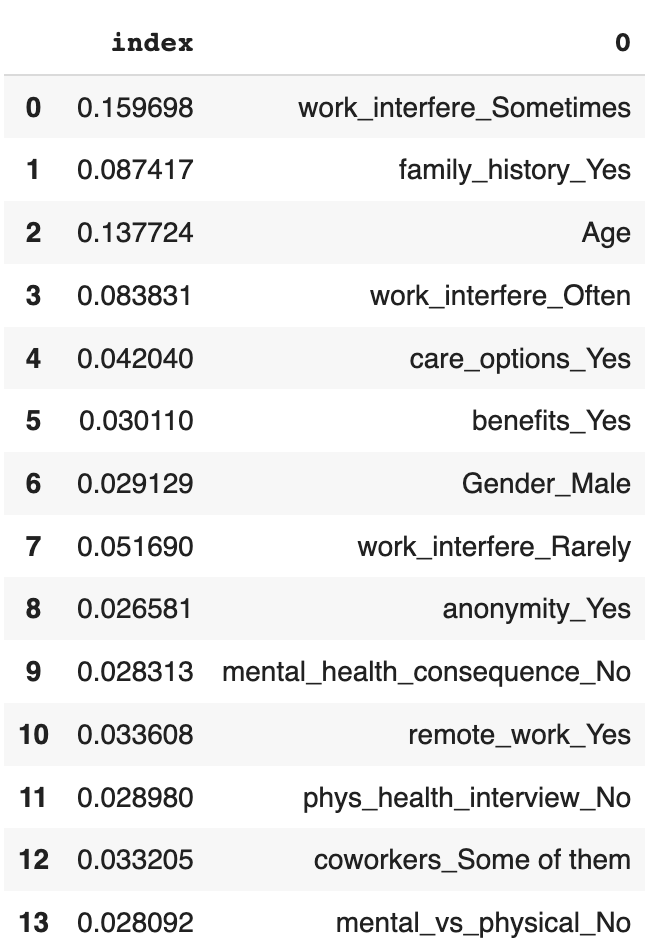 index 0
0 0.159698 work_interfere_Sometimes
1 0.087417 family_history_Yes
2 0.137724 Age
3 0.083831 work_interfere_Often
4 0.042040 care_options_Yes
5 0.030110 benefits_Yes
6 0.029129 Gender_Male
7 0.051690 work_interfere_Rarely
8 0.026581 anonymity_Yes
9 0.028313 mental_health_consequence_No
10 0.033608 remote_work_Yes
11 0.028980 phys_health_interview_No
12 0.033205 coworkers_Some of them
13 0.028092 mental_vs_physical_No